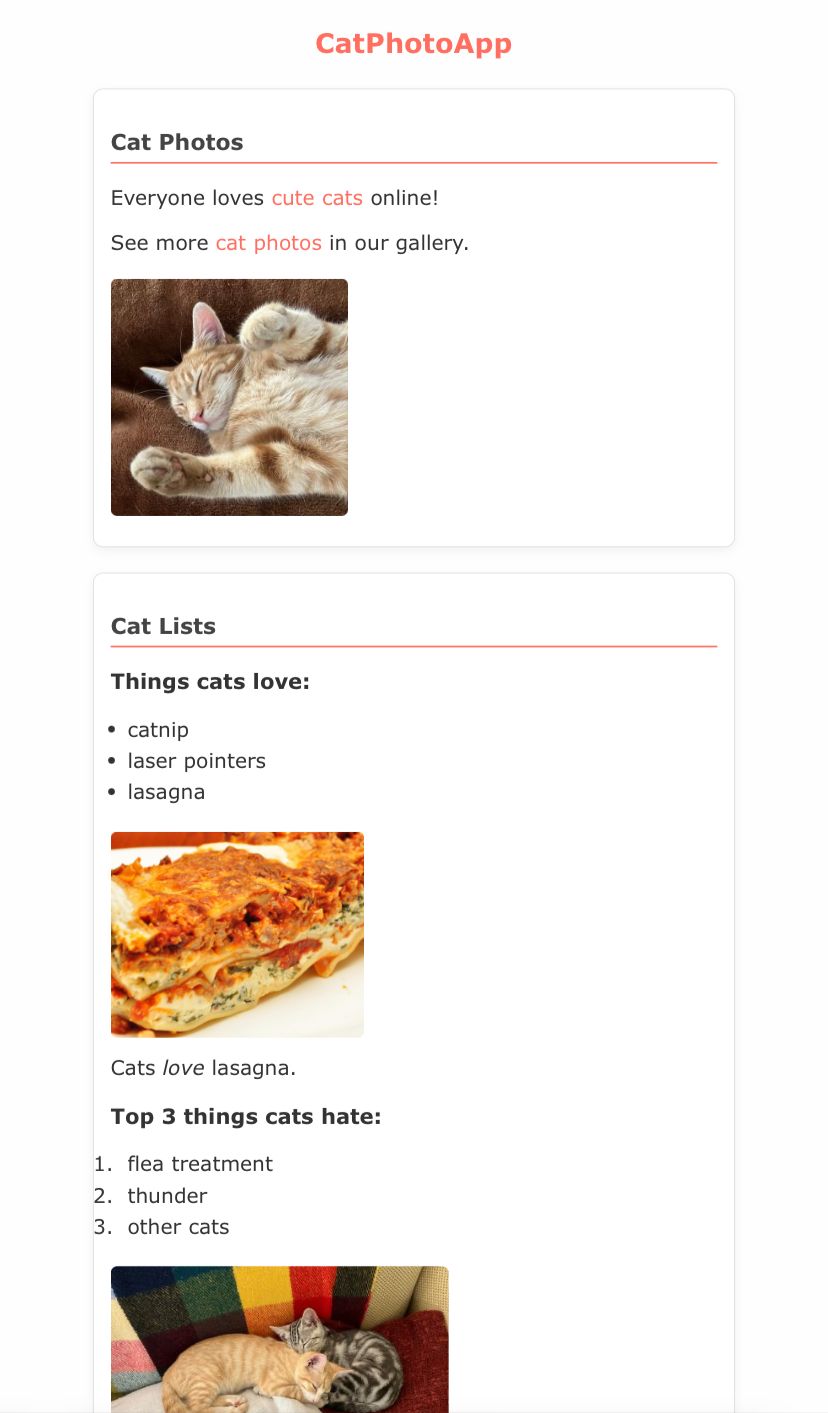 CatPhotoApp
Cat Photos
Everyone loves cute cats online!
See more cat photos in our gallery.
Cat Lists
Things cats love:
• catnip
• laser pointers
• lasagna
Cats love lasagna.
Top 3 things cats hate:
1. flea treatment
2. thunder
3. other cats